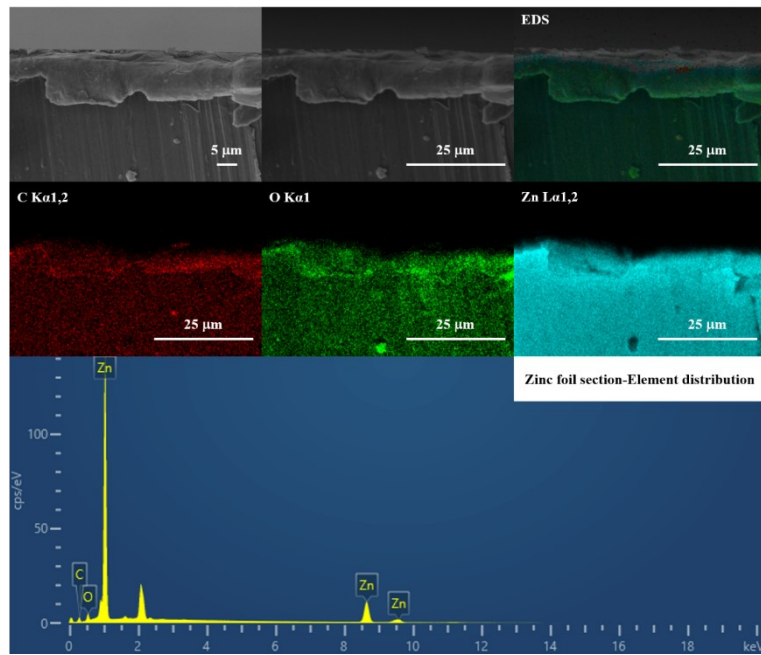 EDS
5 μm
25 μm
25 μm
C Kα1,2
O Kα1
Zn Lα1,2
25 μm
25 μm
25 μm
Zinc foil section-Element distribution
Zn
100
cps/eV
50
C
O
Zn
Zn
0
0 2 4 6 8 10 12 14 16 18 keV